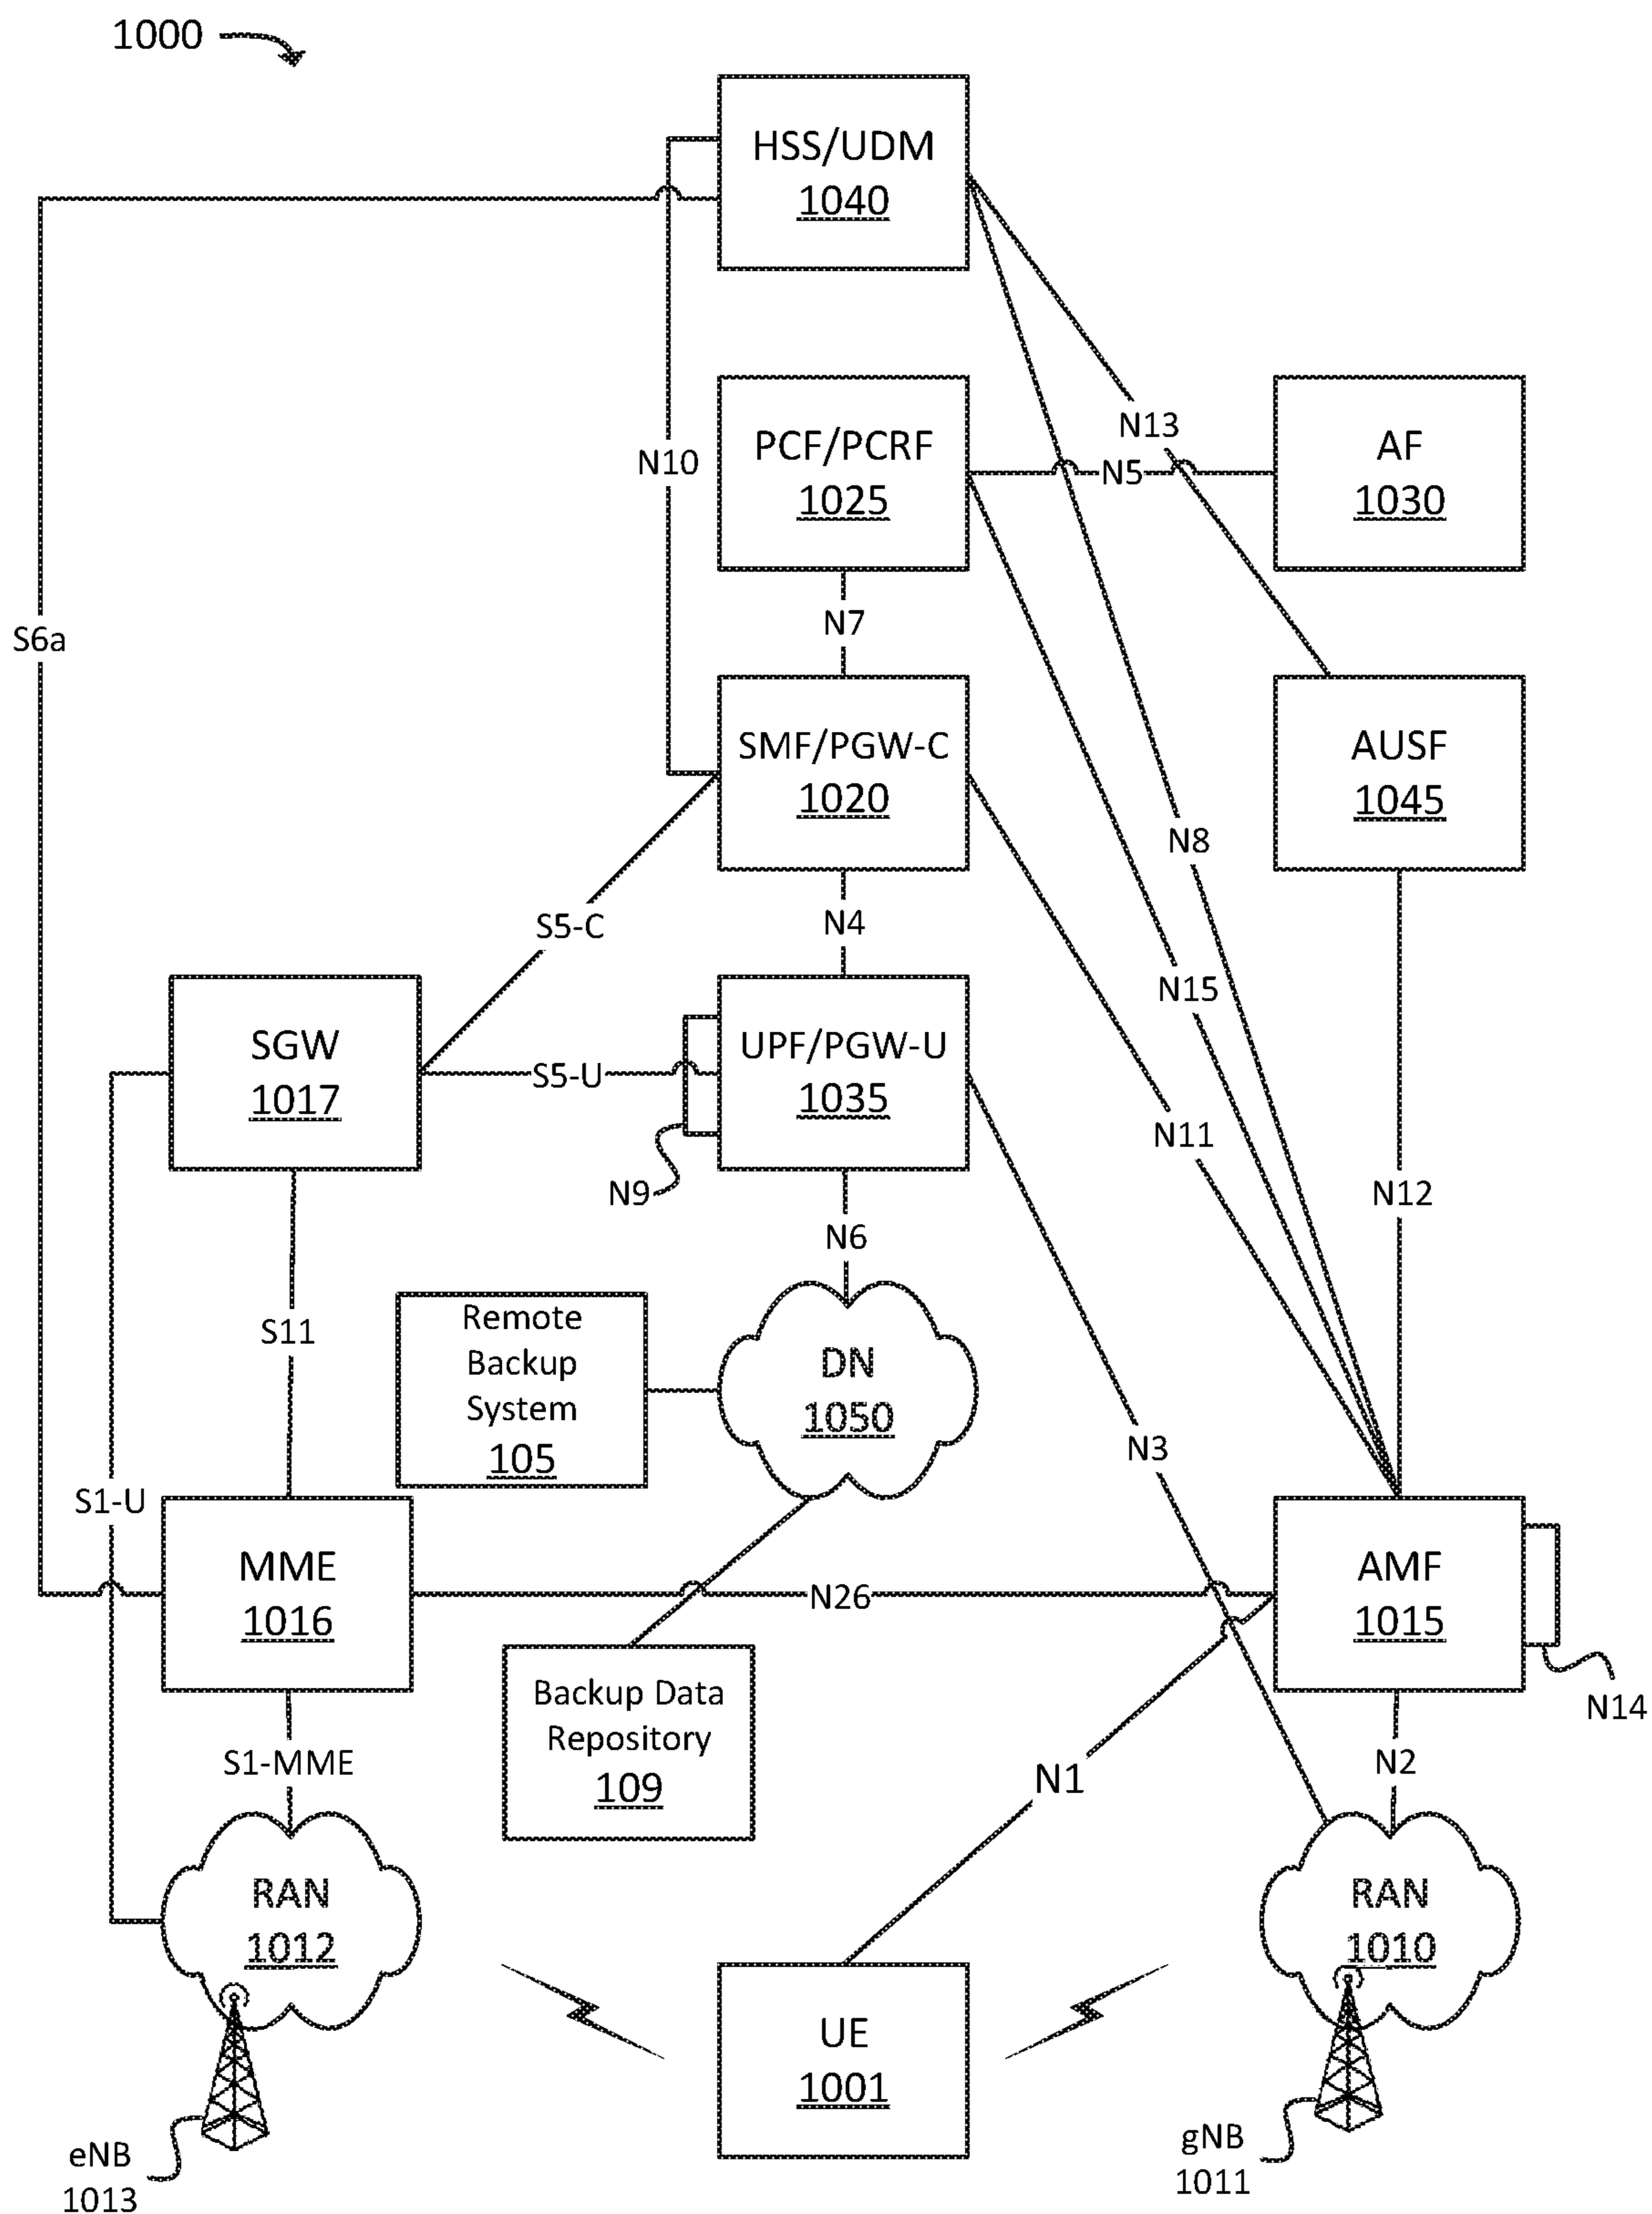 1000
HSS/UDM
1040
N13
PCF/PCRF
1025
N5
AF
1030
N10
N7
S6a
SMF/PGW-C
1020
AUSF
1045
N8
S5-C
N4
N15
SGW
1017
S5-U
UPF/PGW-U
1035
N11
N9
N12
N6
S11
Remote
Backup
System
105
DN
1050
N3
S1-U
MME
1016
N26
AMF
1015
N14
Backup Data
Repository
109
S1-MME
N1
N2
RAN
1012
RAN
1010
UE
1001
eNB
1013
gNB
1011